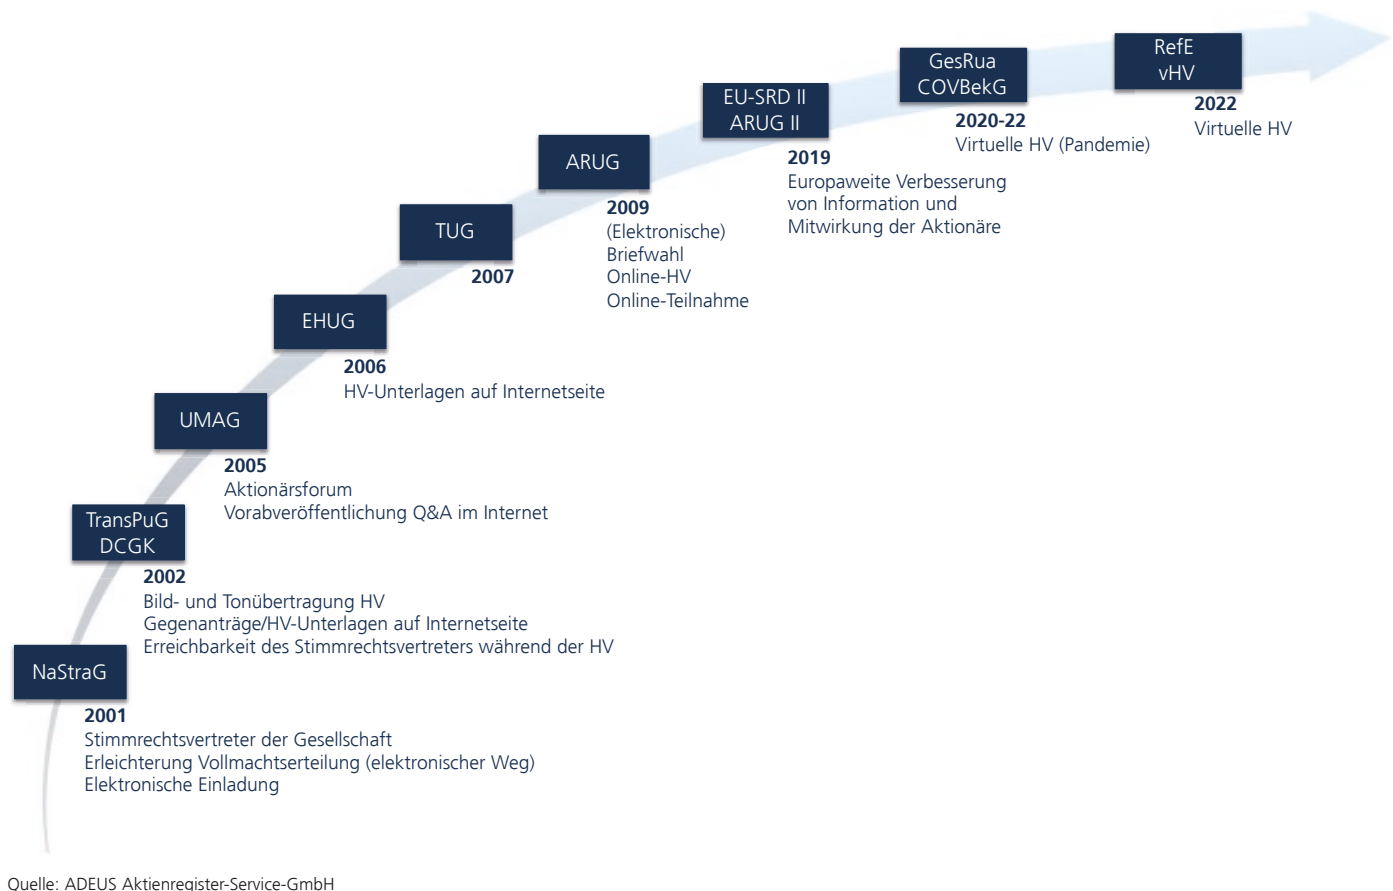 NaStraG
2001
Stimmrechtsvertreter der Gesellschaft
Erleichterung Vollmachtserteilung (elektronischer Weg)
Elektronische Einladung
TransPuG
DCGK
2002
Bild- und Tonübertragung HV
Gegenanträge/HV-Unterlagen auf Internetseite
Erreichbarkeit des Stimmrechtsvertreters während der HV
UMAG
2005
Aktionärsforum
Vorabveröffentlichung Q&A im Internet
EHUG
2006
HV-Unterlagen auf Internetseite
TUG
2007
ARUG
2009
(Elektronische)
Briefwahl
Online-HV
Online-Teilnahme
EU-SRD II
ARUG II
2019
Europaweite Verbesserung
von Information und
Mitwirkung der Aktionäre
GesRua
COVBekG
2020-22
Virtuelle HV (Pandemie)
RefE
vHV
2022
Virtuelle HV
Quelle: ADEUS Aktienregister-Service-GmbH